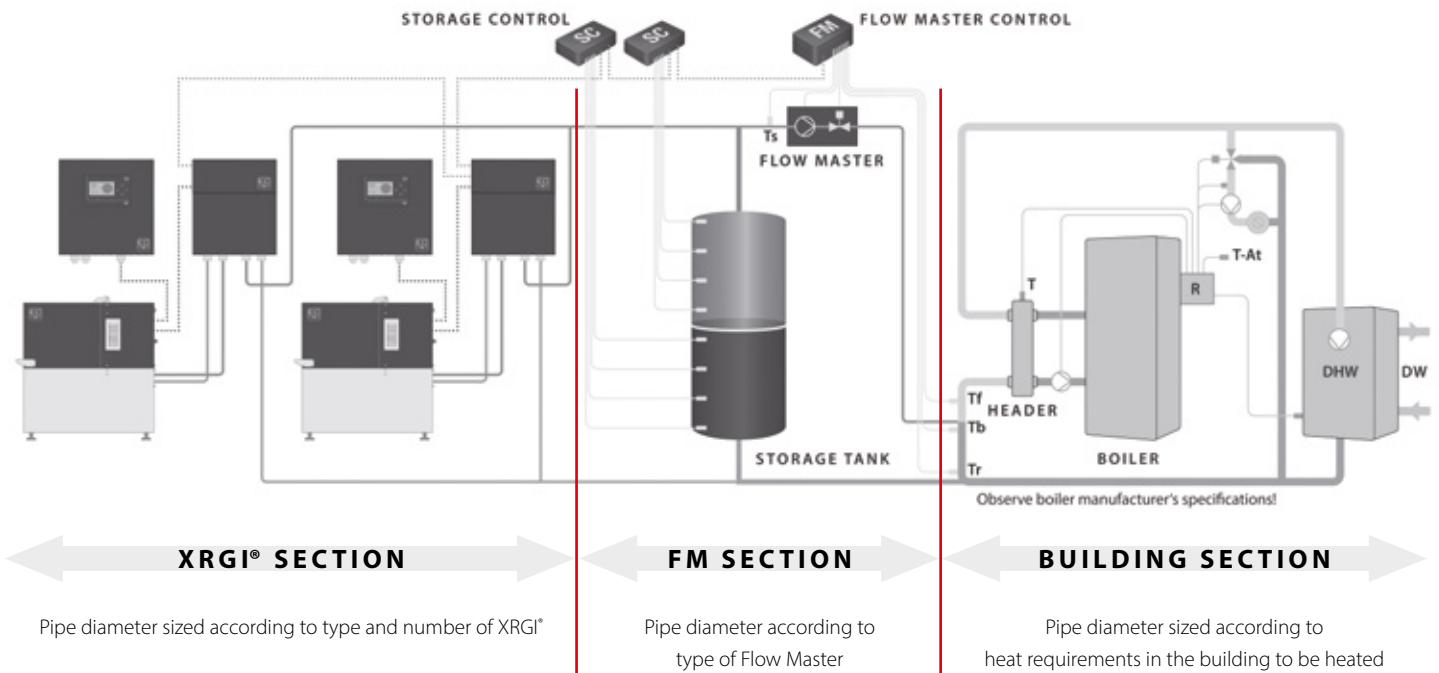 STORAGE CONTROL
SC
SC
FM
FLOW MASTER CONTROL
Ts
FLOW MASTER
T
T-At
R
DHW
DW
Tf
HEADER
Tb
STORAGE TANK
BOILER
Tr
Observe boiler manufacturer's specifications!
XRGI® SECTION
FM SECTION
BUILDING SECTION
Pipe diameter sized according to type and number of XRGI®
Pipe diameter according to
type of Flow Master
Pipe diameter sized according to
heat requirements in the building to be heated